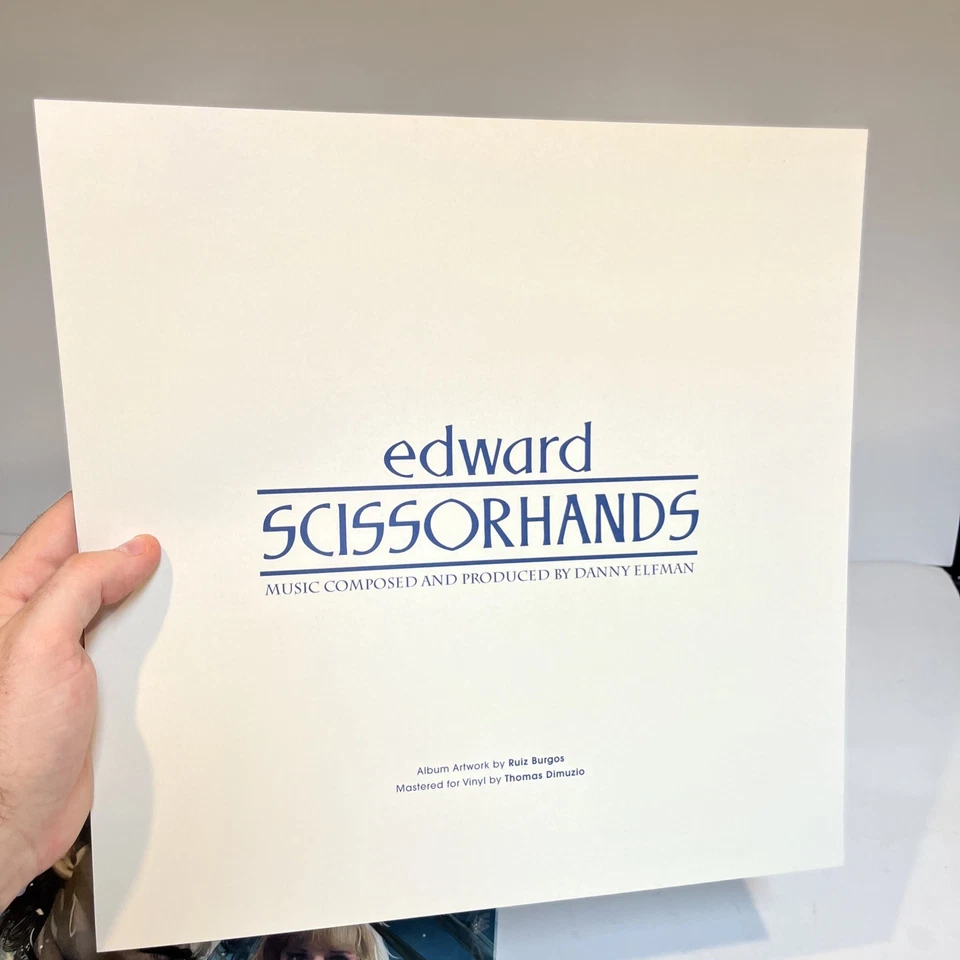 edward
SCISSORHANDS
MUSIC COMPOSED AND PRODUCED BY DANNY ELFMAN
Album Artwork by Ruiz Burgos
Mastered for Vinyl by Thomas Dimuzio